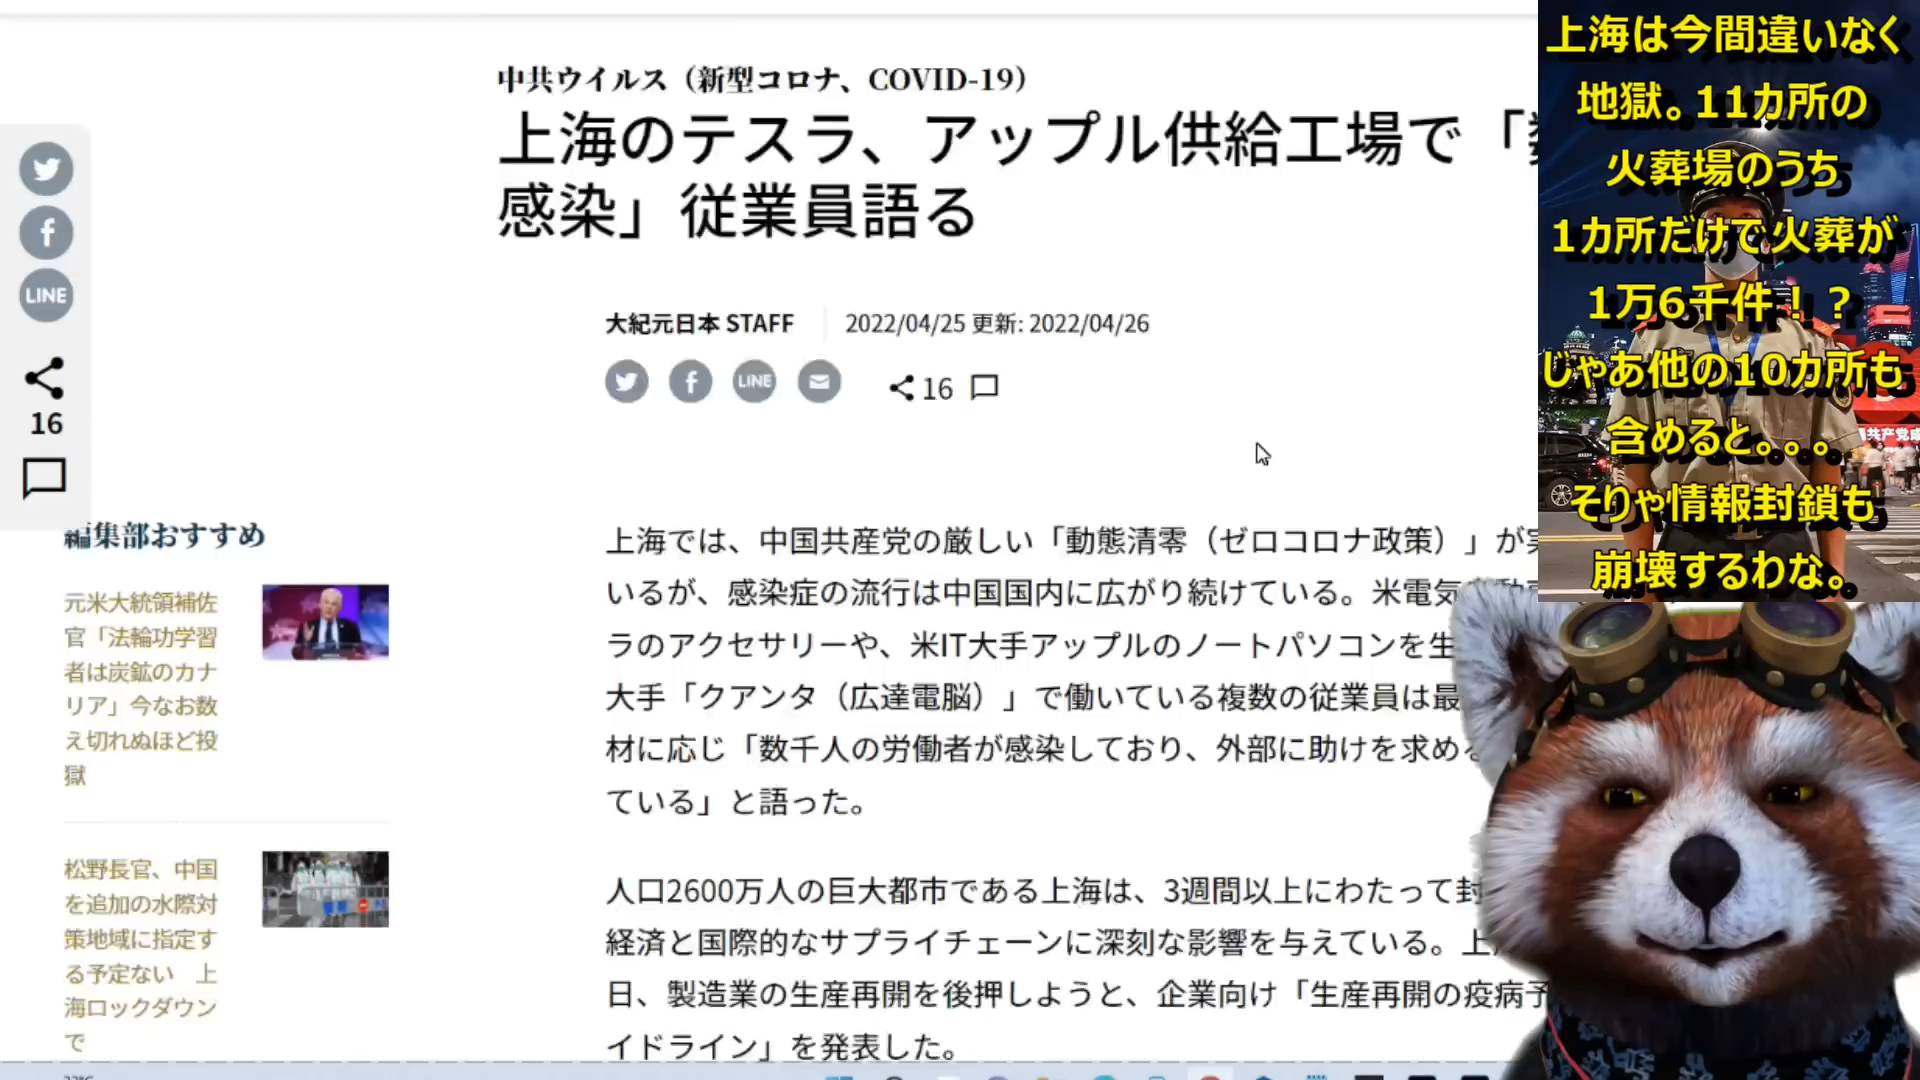 中共ウイルス（新型コロナ、COVID-19）
上海のテスラ、アップル供給工場で「
感染」従業員語る
大紀元日本 STAFF
2022/04/25 更新: 2022/04/26
LINE
16
LINE
16
編集部おすすめ
元米大統領補佐
官「法輪功学習
者は炭鉱のカナ
リア」今なお数
え切れぬほど投
獄
松野長官、中国
を追加の水際対
策地域に指定す
る予定ない　上
海ロックダウン
で
上海では、中国共産党の厳しい「動態清零（ゼロコロナ政策）」が実
いるが、感染症の流行は中国国内に広がり続けている。米電気
ラのアクセサリーや、米IT大手アップルのノートパソコンを生
大手「クアンタ（広達電脳）」で働いている複数の従業員は最
材に応じ「数千人の労働者が感染しており、外部に助けを求め
ている」と語った。
人口2600万人の巨大都市である上海は、3週間以上にわたって封
経済と国際的なサプライチェーンに深刻な影響を与えている。上
日、製造業の生産再開を後押しようと、企業向け「生産再開の疫病予
イドライン」を発表した。
上海は今間違いなく
地獄。11カ所の
火葬場のうち
1カ所だけで火葬が
1万6千件！？
じゃあ他の10カ所も
含めると。。。
そりゃ情報封鎖も
崩壊するわな。